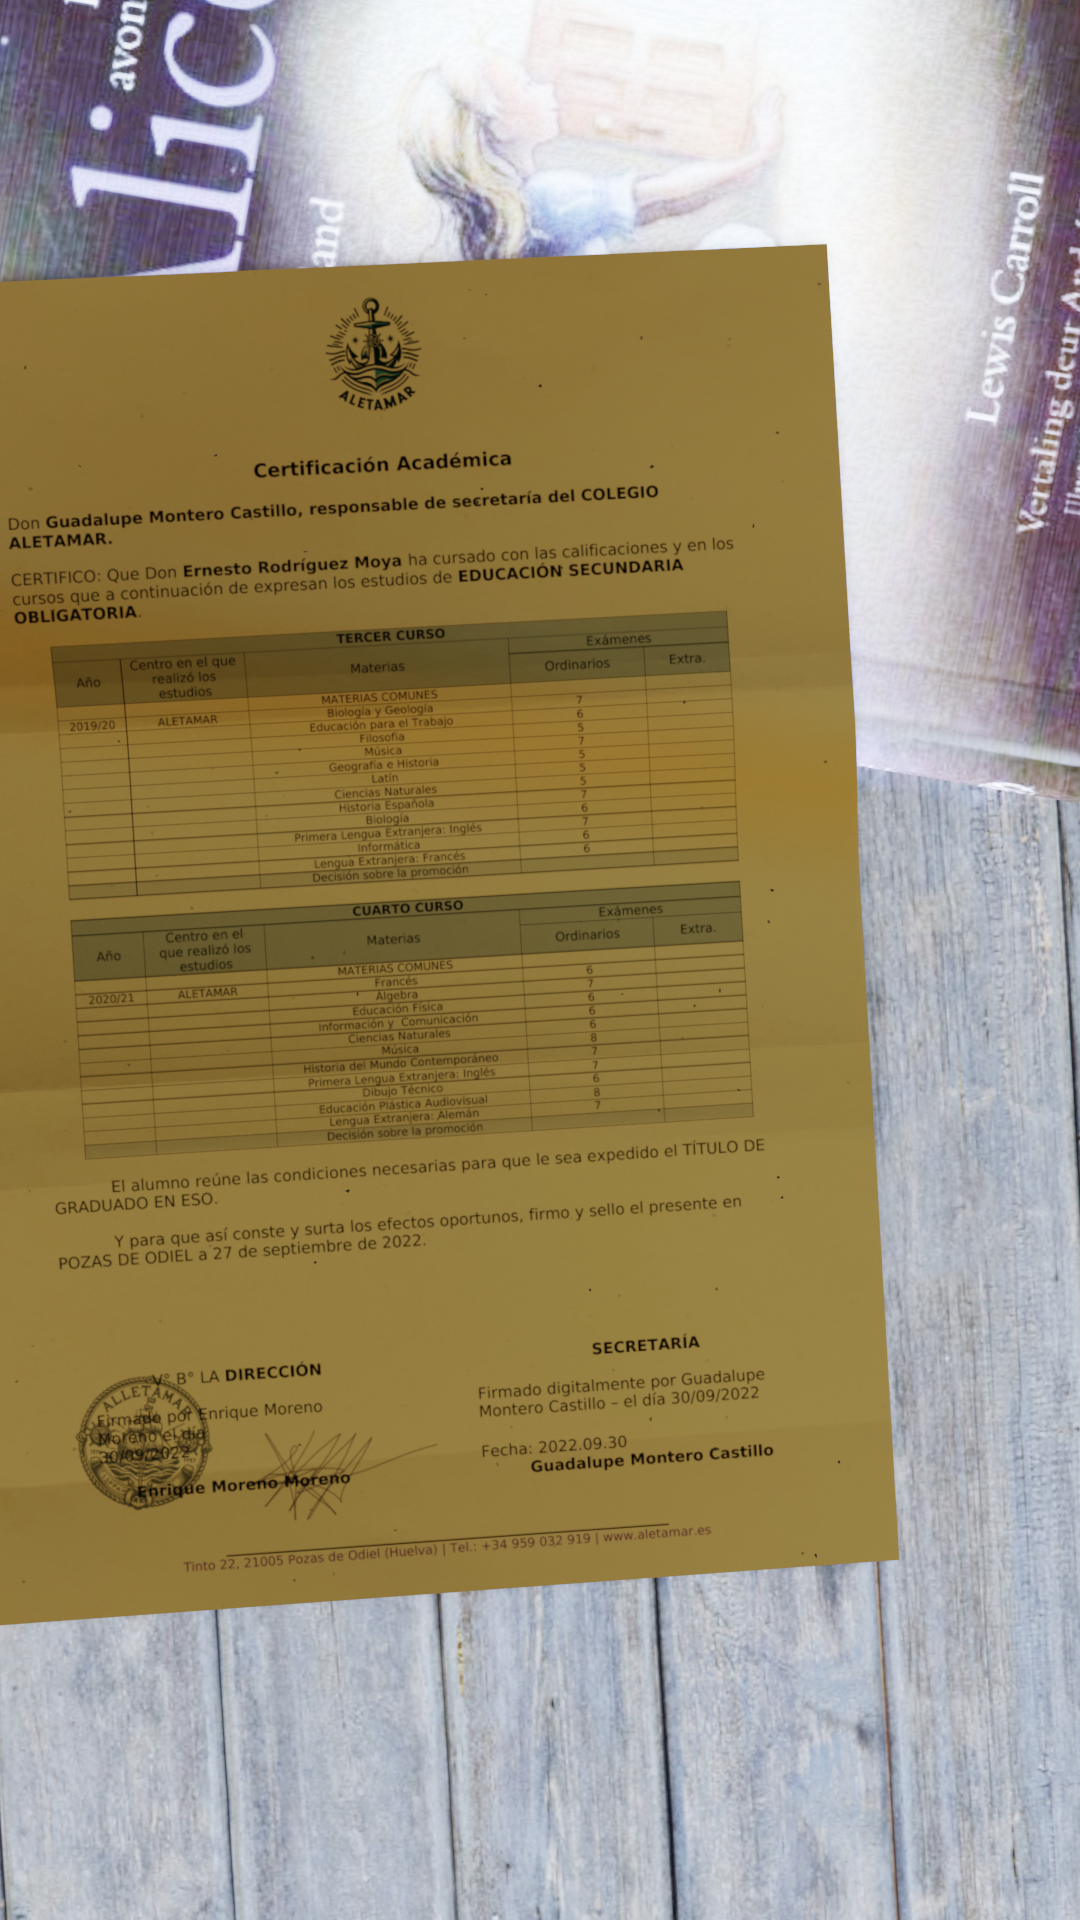 avon
Alice
and
Lewis Carroll
Vertaling deur
ALETAMAR
Certificación Académica
Don Guadalupe Montero Castillo, responsable de secretaría del COLEGIO
ALETAMAR.
CERTIFICO: Que Don Ernesto Rodríguez Moya ha cursado con las calificaciones y en los
cursos que a continuación de expresan los estudios de EDUCACIÓN SECUNDARIA
OBLIGATORIA.
TERCER CURSO
Año Centro en el que realizó los estudios Materias Exámenes
Ordinarios Extra.
MATERIAS COMUNES
2019/20 ALETAMAR Biología y Geología 7
Educación para el Trabajo 6
Filosofía 5
Música 7
Geografía e Historia 5
Latín 5
Ciencias Naturales 5
Historia Española 7
Biología 6
Primera Lengua Extranjera: Inglés 7
Informática 6
Lengua Extranjera: Francés 6
Decisión sobre la promoción
CUARTO CURSO
Año Centro en el que realizó los estudios Materias Exámenes
Ordinarios Extra.
MATERIAS COMUNES
2020/21 ALETAMAR Francés 6
Álgebra 7
Educación Física 6
Información y Comunicación 6
Ciencias Naturales 6
Música 8
Historia del Mundo Contemporáneo 7
Primera Lengua Extranjera: Inglés 7
Dibujo Técnico 6
Educación Plástica Audiovisual 8
Lengua Extranjera: Alemán 7
Decisión sobre la promoción
El alumno reúne las condiciones necesarias para que le sea expedido el TÍTULO DE
GRADUADO EN ESO.
Y para que así conste y surta los efectos oportunos, firmo y sello el presente en
POZAS DE ODIEL a 27 de septiembre de 2022.
V° B° LA DIRECCIÓN
ALLETAMAR
Firmado por Enrique Moreno
Moreno el día
30/09/2022
Enrique Moreno Moreno
SECRETARÍA
Firmado digitalmente por Guadalupe
Montero Castillo – el día 30/09/2022
Fecha: 2022.09.30
Guadalupe Montero Castillo
Tinto 22, 21005 Pozas de Odiel (Huelva) | Tel.: +34 959 032 919 | www.aletamar.es